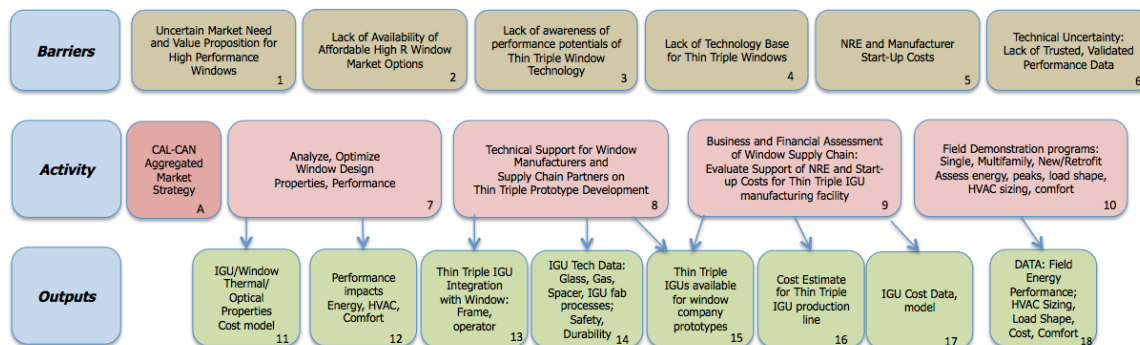 Barriers
Uncertain Market Need
and Value Proposition for
High Performance
Windows
1
Lack of Availability of
Affordable High R Window
Market Options
2
Lack of awareness of
performance potentials of
Thin Triple Window
Technology
3
Lack of Technology Base
for Thin Triple Windows
4
NRE and Manufacturer
Start-Up Costs
5
Technical Uncertainty:
Lack of Trusted, Validated
Performance Data
6
Activity
CAL-CAN
Aggregated
Market
Strategy
A
Analyze, Optimize
Window Design
Properties, Performance
7
Technical Support for Window
Manufacturers and
Supply Chain Partners on
Thin Triple Prototype Development
8
Business and Financial Assessment
of Window Supply Chain:
Evaluate Support of NRE and Start-
up Costs for Thin Triple IGU
manufacturing facility
9
Field Demonstration programs:
Single, Multifamily, New/Retrofit
Assess energy, peaks, load shape,
HVAC sizing, comfort
10
Outputs
IGU/Window
Thermal/
Optical
Properties
Cost model
11
Performance
impacts
Energy, HVAC,
Comfort
12
Thin Triple IGU
Integration
with Window:
Frame,
operator
13
IGU Tech Data:
Glass, Gas,
Spacer, IGU fab
processes;
Safety,
Durability
14
Thin Triple
IGUs available
for window
company
prototypes
15
Cost Estimate
for Thin Triple
IGU production
line
16
IGU Cost Data,
model
17
DATA: Field
Energy
Performance;
HVAC Sizing,
Load Shape,
Cost, Comfort
18